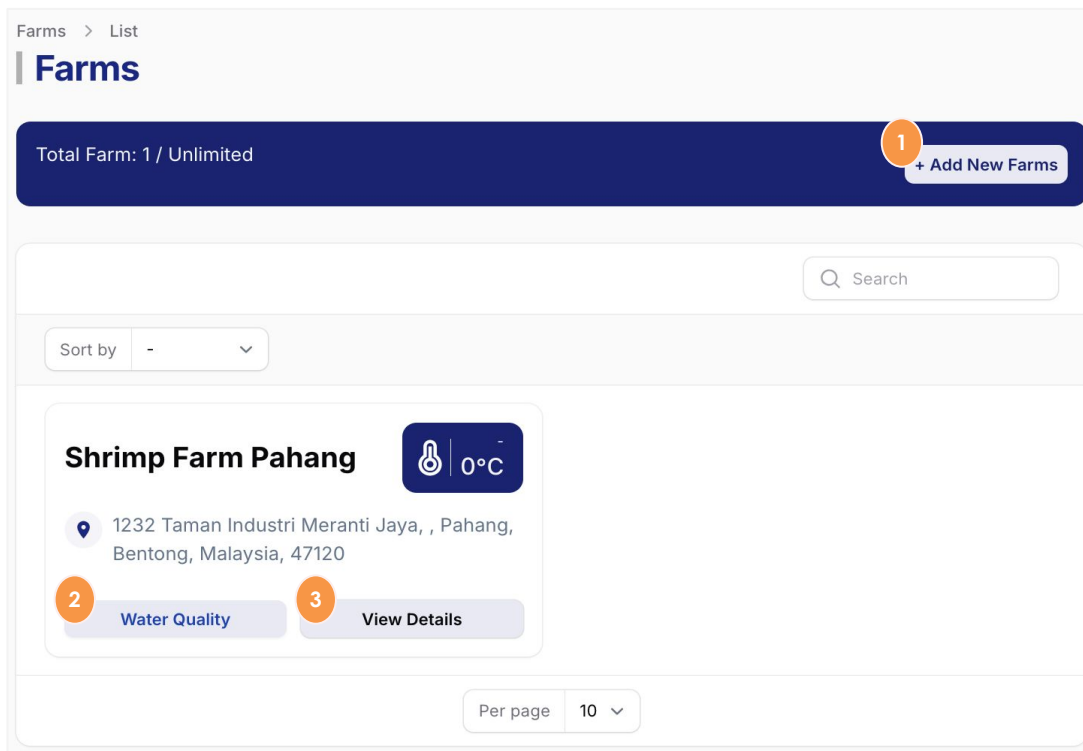 Farms > List
Farms
Total Farm: 1 / Unlimited
1
+ Add New Farms
Search
Sort by - 
Shrimp Farm Pahang
-
0°C
1232 Taman Industri Meranti Jaya, , Pahang,
Bentong, Malaysia, 47120
2
Water Quality
3
View Details
Per page 10